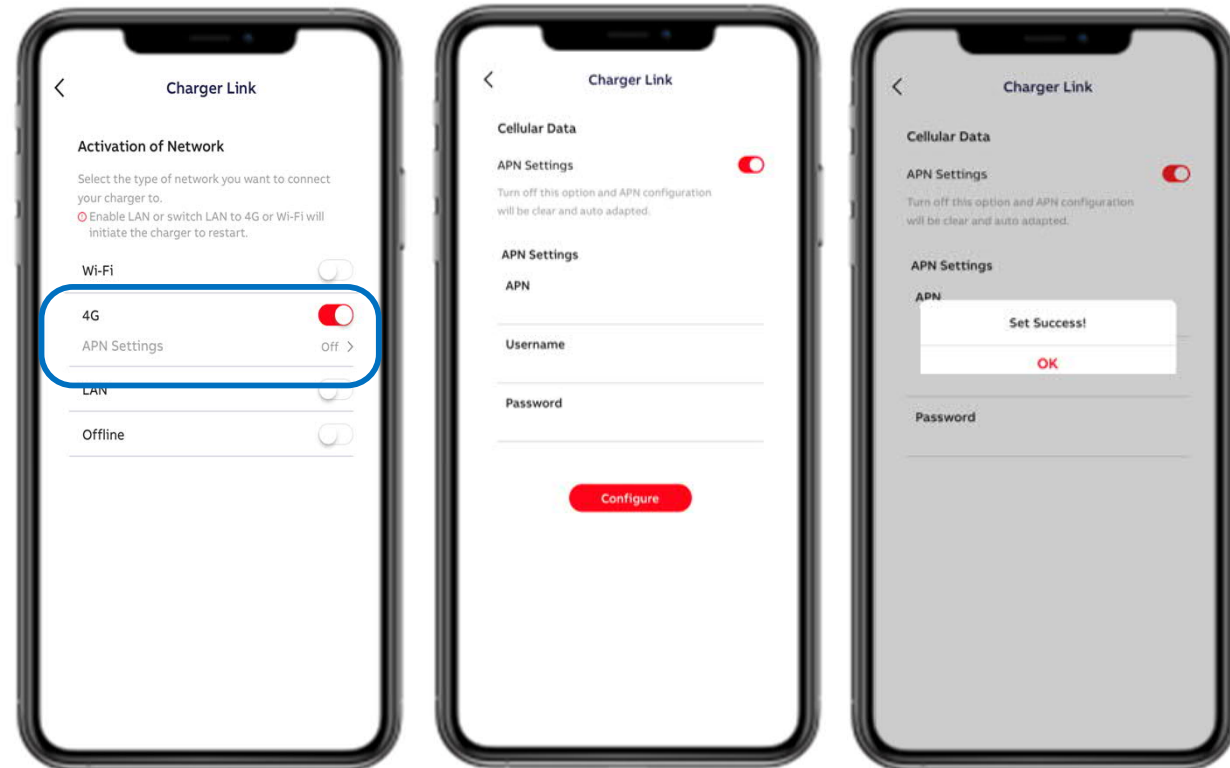 Charger Link
Activation of Network
Select the type of network you want to connect
your charger to.
Enable LAN or switch LAN to 4G or Wi-Fi will
initiate the charger to restart.
Wi-Fi
4G
APN Settings Off
LAN
Offline
Charger Link
Cellular Data
APN Settings
Turn off this option and APN configuration
will be clear and auto adapted.
APN Settings
APN
Username
Password
Configure
Charger Link
Cellular Data
APN Settings
Turn off this option and APN configuration
will be clear and auto adapted.
APN Settings
APN
Set Success!
OK
Password